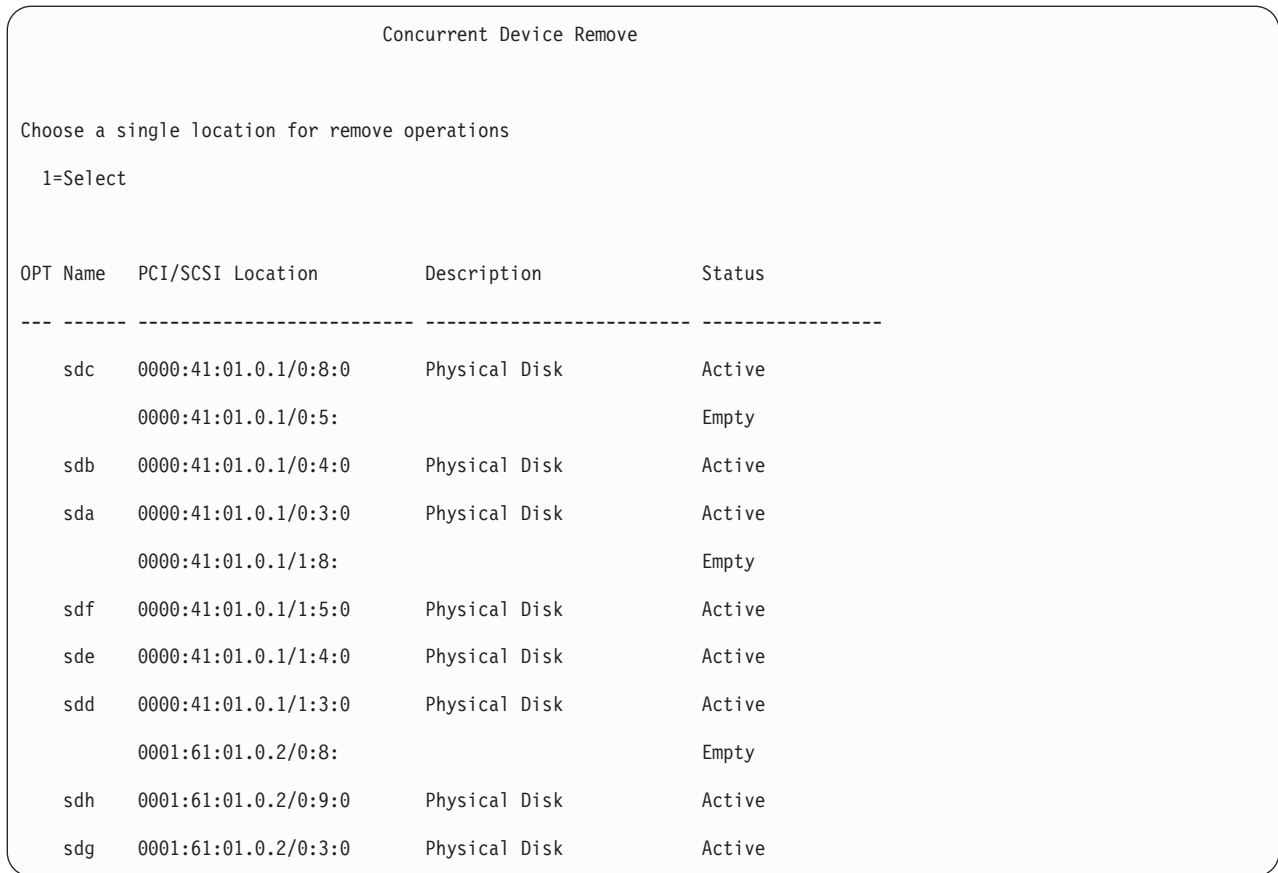 Concurrent Device Remove
Choose a single location for remove operations
1=Select
OPT Name   PCI/SCSI Location          Description               Status
--- ------ -------------------------- ------------------------- -----------------
    sdc    0000:41:01.0.1/0:8:0       Physical Disk             Active
           0000:41:01.0.1/0:5:                                  Empty
    sdb    0000:41:01.0.1/0:4:0       Physical Disk             Active
    sda    0000:41:01.0.1/0:3:0       Physical Disk             Active
           0000:41:01.0.1/1:8:                                  Empty
    sdf    0000:41:01.0.1/1:5:0       Physical Disk             Active
    sde    0000:41:01.0.1/1:4:0       Physical Disk             Active
    sdd    0000:41:01.0.1/1:3:0       Physical Disk             Active
           0001:61:01.0.2/0:8:                                  Empty
    sdh    0001:61:01.0.2/0:9:0       Physical Disk             Active
    sdg    0001:61:01.0.2/0:3:0       Physical Disk             Active